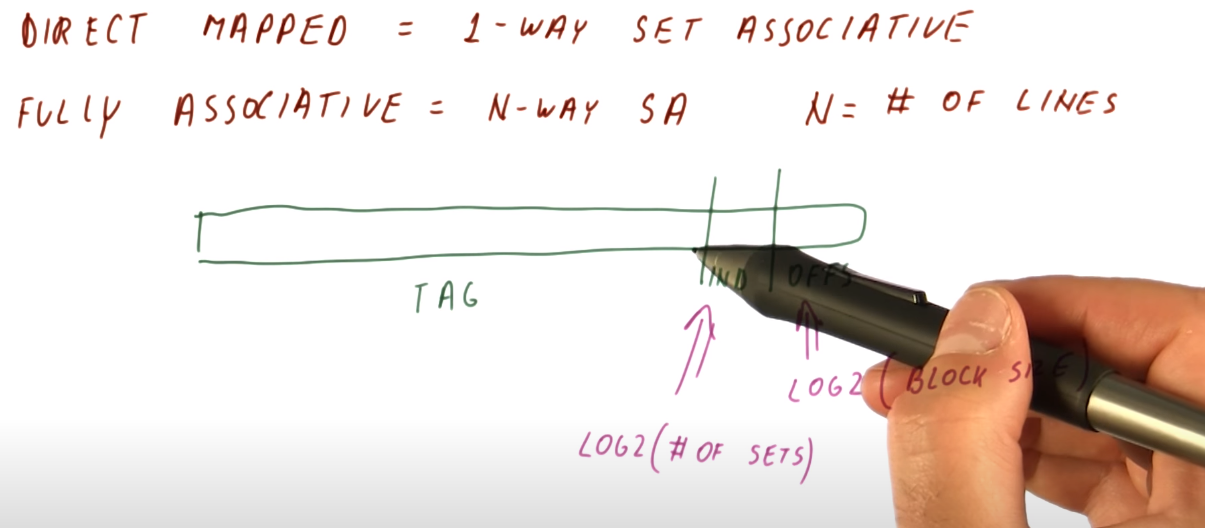 DIRECT MAPPED = 1-WAY SET ASSOCIATIVE
FULLY ASSOCIATIVE = N-WAY SA N = # OF LINES
IND OFFS
TAG
LOG2 (BLOCK SIZE)
LOG2 (# OF SETS)